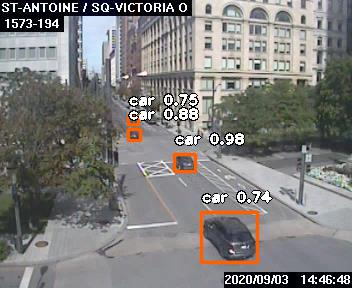 ST-ANTOINE / SQ-VICTORIA O
1573-194
car 0.75
car 0.88
car 0.98
car 0.74
2020/09/03 14:46:48